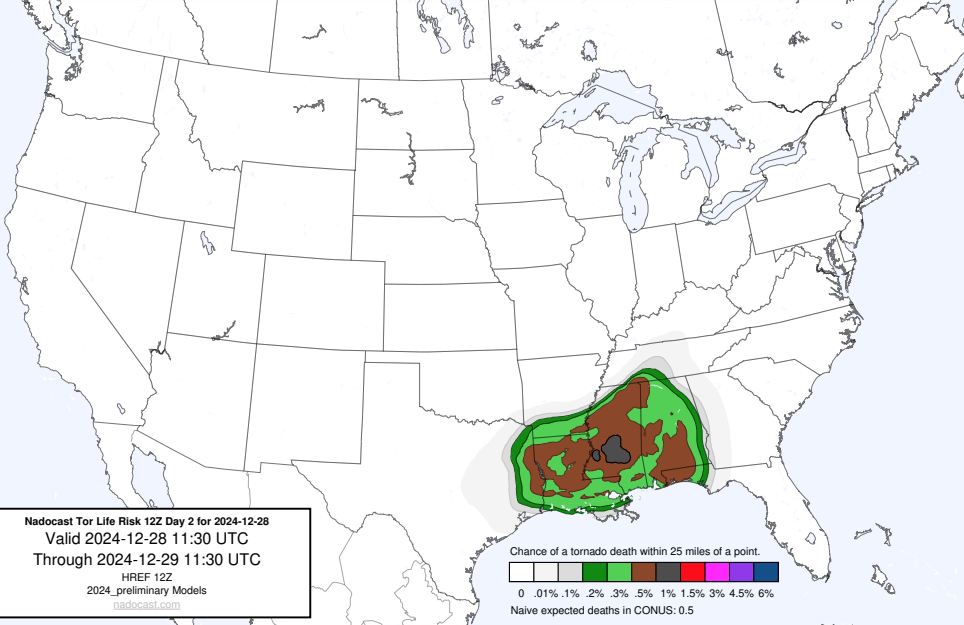 Nadocast Tor Life Risk 12Z Day 2 for 2024-12-28
Valid 2024-12-28 11:30 UTC
Through 2024-12-29 11:30 UTC
HREF 12Z
2024_preliminary Models
nadocast.com
Chance of a tornado death within 25 miles of a point.
0 .01% .1% .2% .3% .5% 1% 1.5% 3% 4.5% 6%
Naive expected deaths in CONUS: 0.5